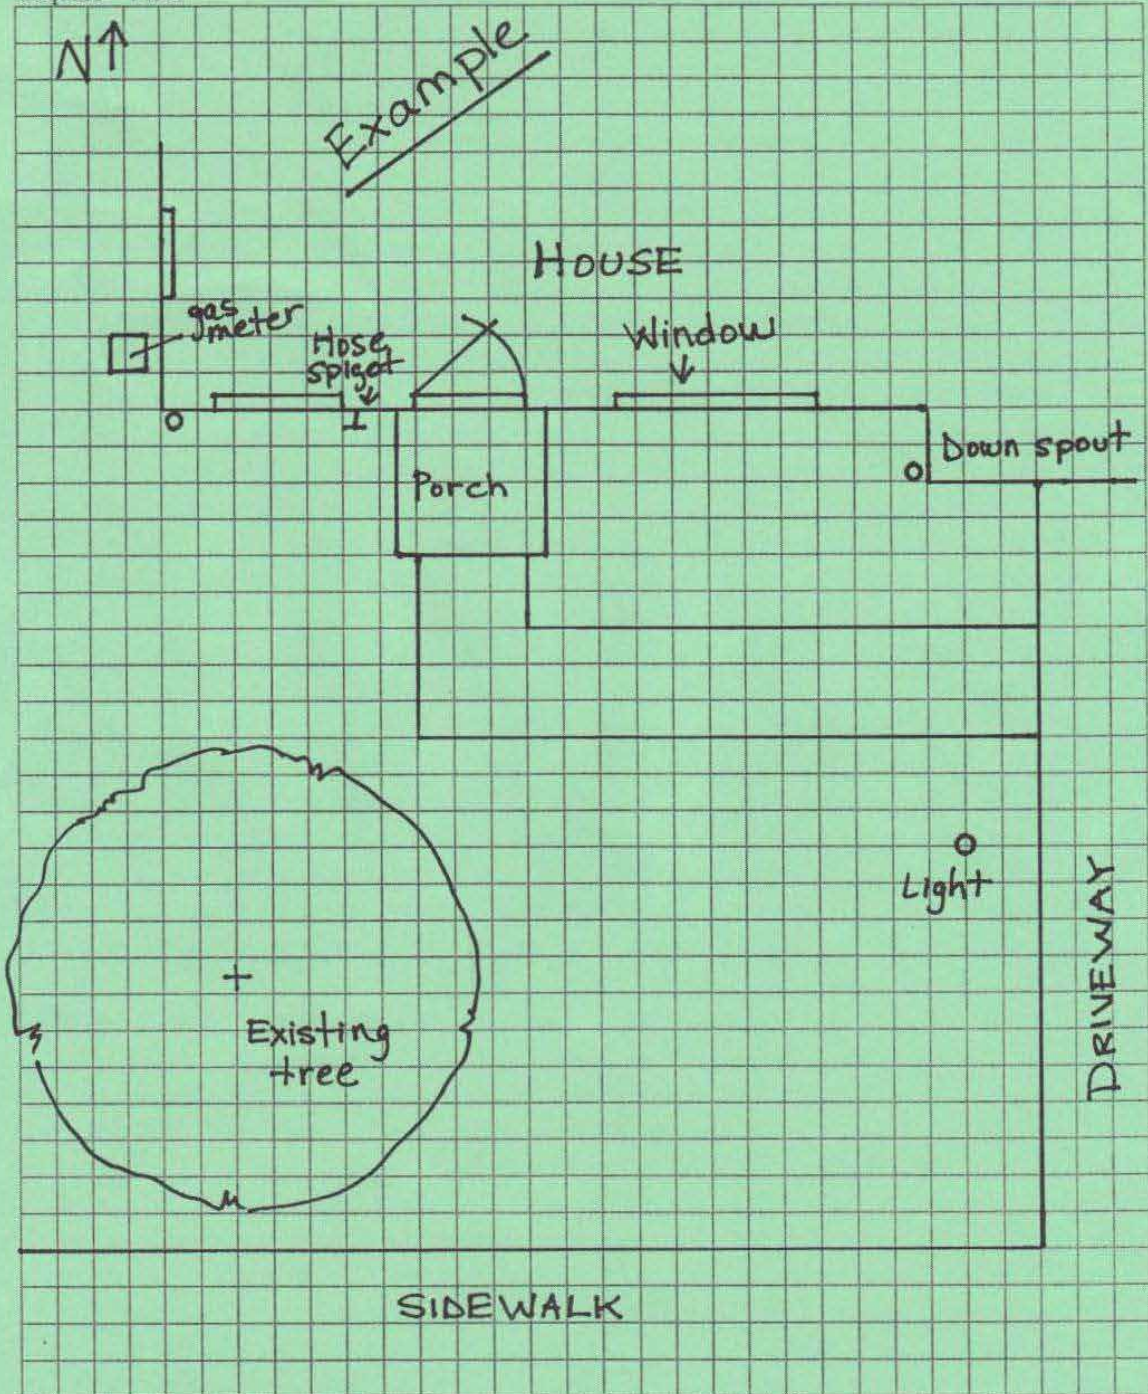 N
Example
HOUSE
gas
meter
Hose
spigot
Window
Down spout
Porch
Light
DRIVEWAY
Existing
tree
SIDEWALK